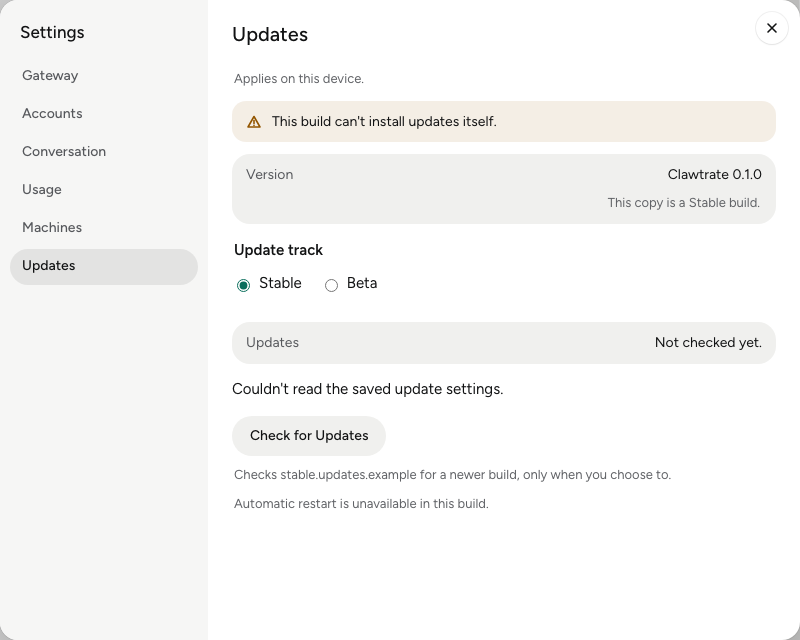 Settings
Gateway
Accounts
Conversation
Usage
Machines
Updates
Updates
Applies on this device.
This build can't install updates itself.
Version
Clawtrate 0.1.0
This copy is a Stable build.
Update track
Stable
Beta
Updates
Not checked yet.
Couldn't read the saved update settings.
Check for Updates
Checks stable.updates.example for a newer build, only when you choose to.
Automatic restart is unavailable in this build.